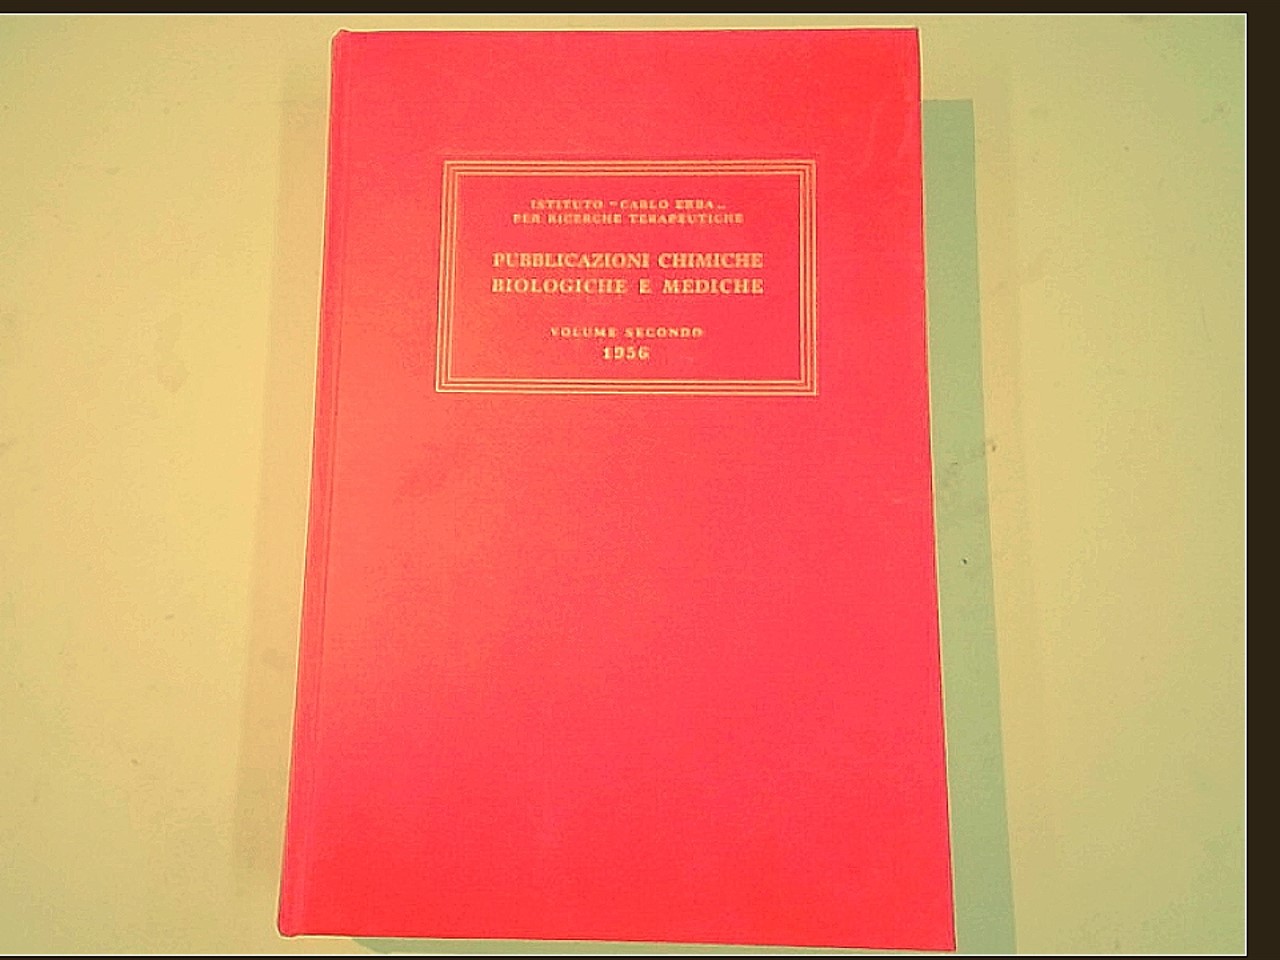 ISTITUTO "CARLO ERBA„
PER RICERCHE TERAPEUTICHE
PUBBLICAZIONI CHIMICHE
BIOLOGICHE E MEDICHE
VOLUME SECONDO
1956